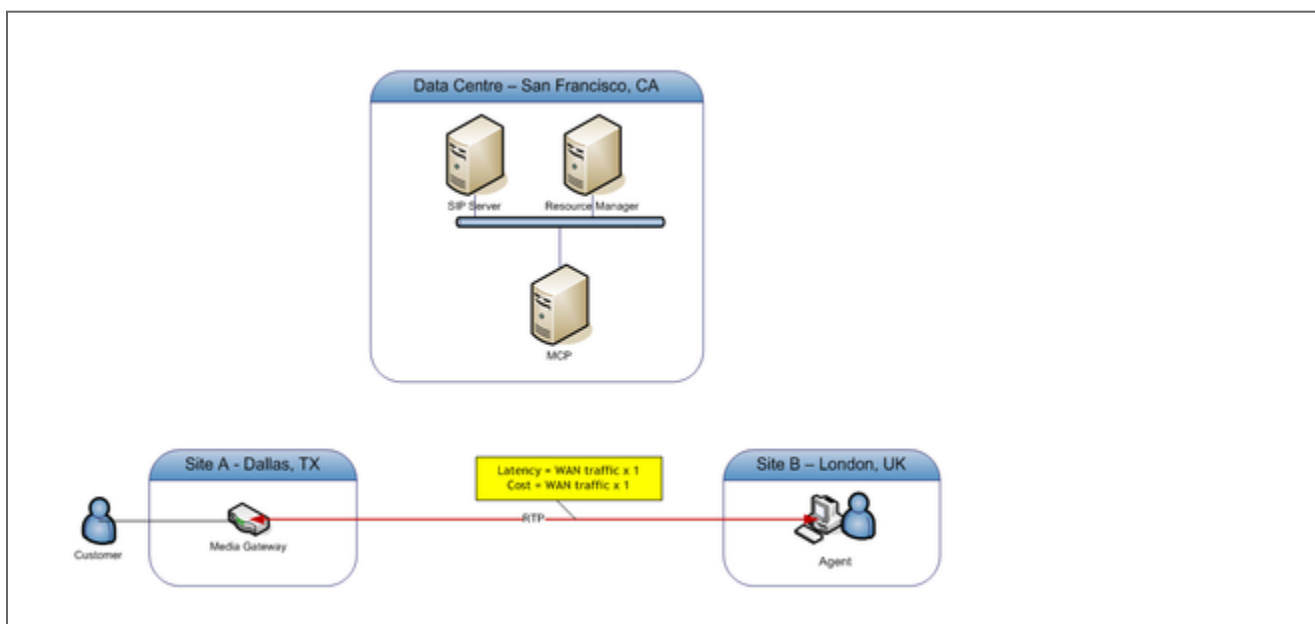 Data Centre – San Francisco, CA
SIP Server
Resource Manager
MCP
Site A - Dallas, TX
Latency = WAN traffic x 1
Cost = WAN traffic x 1
Site B – London, UK
RTP
Customer
Media Gateway
Agent